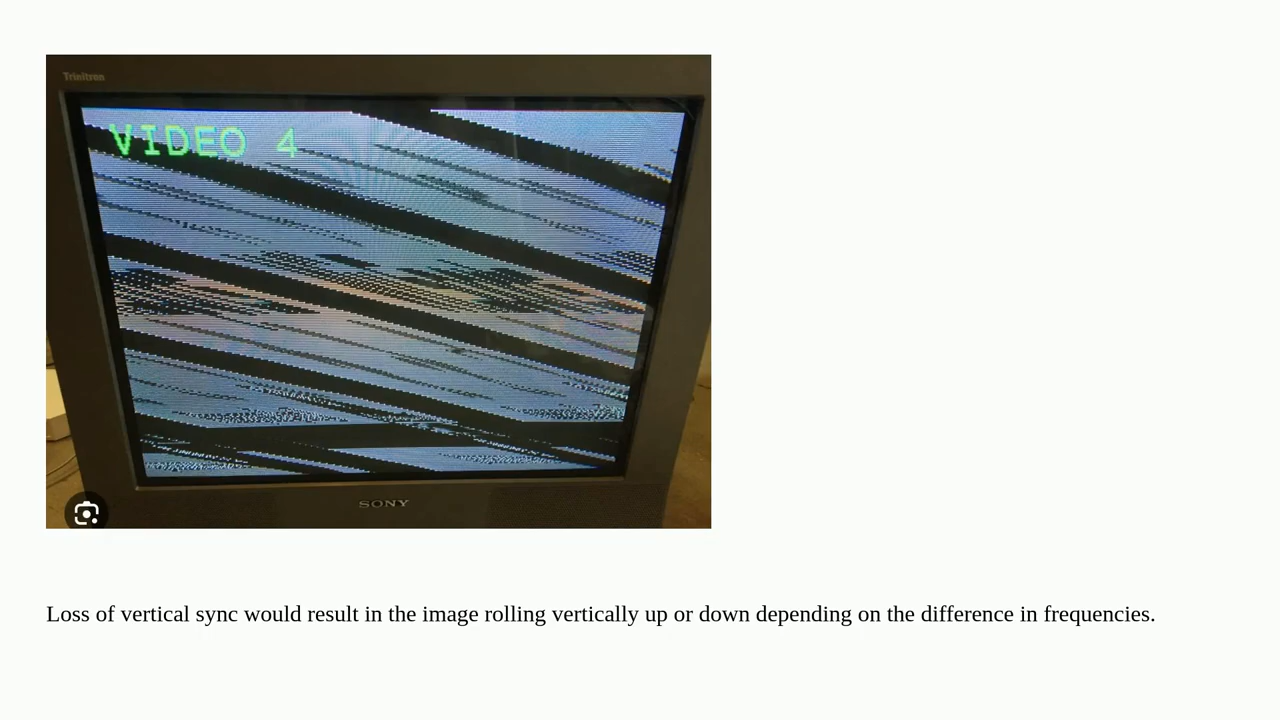 Trinitron
VIDEO 4
SONY
Loss of vertical sync would result in the image rolling vertically up or down depending on the difference in frequencies.